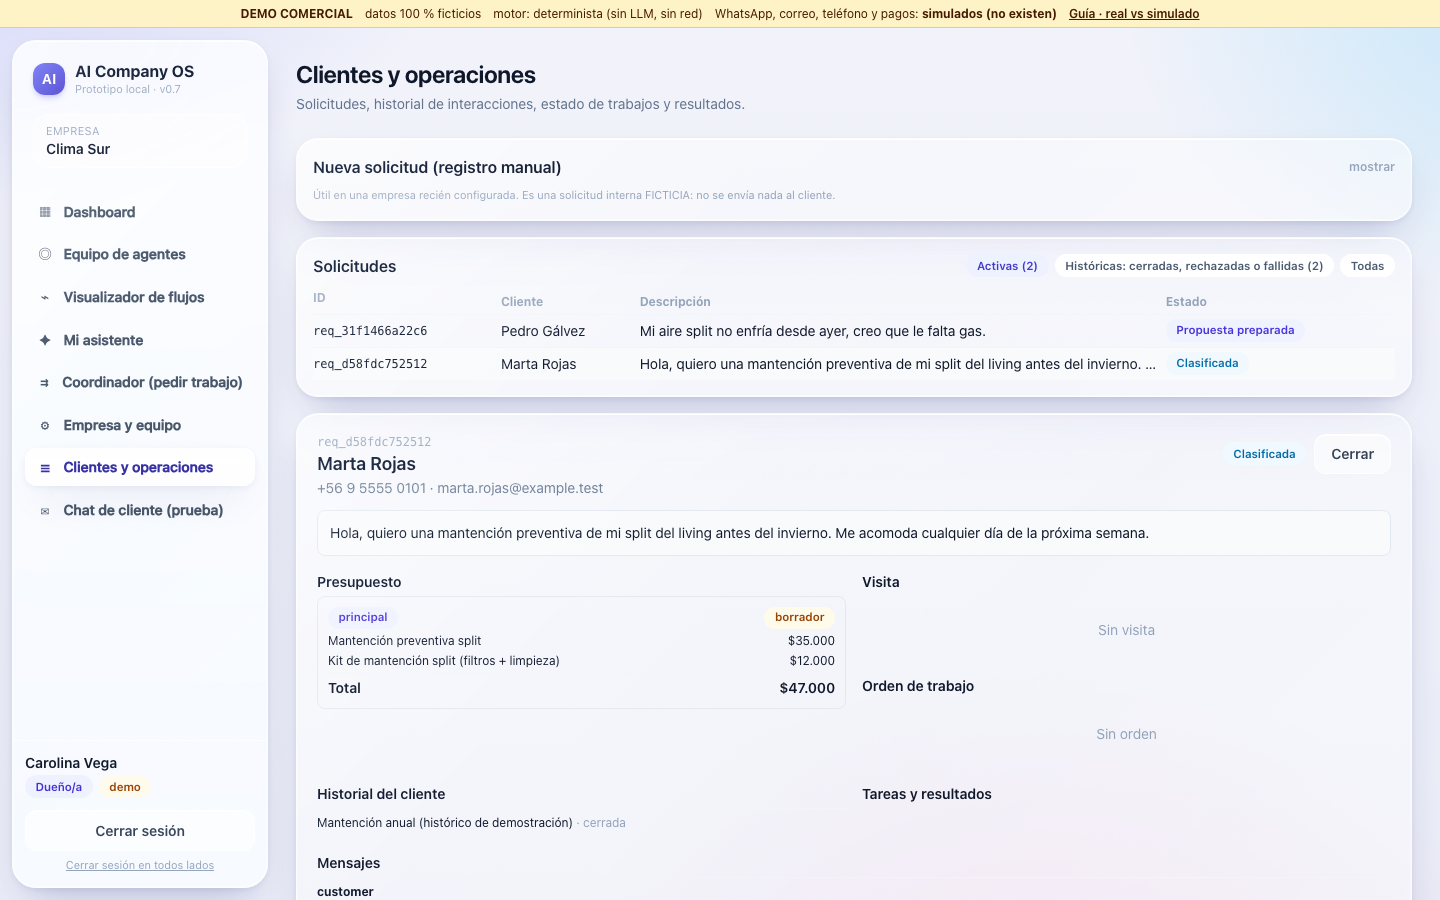 DEMO COMERCIAL datos 100 % ficticios motor: determinista (sin LLM, sin red) WhatsApp, correo, teléfono y pagos: simulados (no existen) Guía · real vs simulado
AI AI Company OS
Prototipo local · v0.7
EMPRESA
Clima Sur
Dashboard
Equipo de agentes
Visualizador de flujos
Mi asistente
Coordinador (pedir trabajo)
Empresa y equipo
Clientes y operaciones
Chat de cliente (prueba)
Carolina Vega
Dueño/a demo
Cerrar sesión
Cerrar sesión en todos lados
Clientes y operaciones
Solicitudes, historial de interacciones, estado de trabajos y resultados.
Nueva solicitud (registro manual) mostrar
Útil en una empresa recién configurada. Es una solicitud interna FICTICIA: no se envía nada al cliente.
Solicitudes Activas (2) Históricas: cerradas, rechazadas o fallidas (2) Todas
ID Cliente Descripción Estado
req_31f1466a22c6 Pedro Gálvez Mi aire split no enfría desde ayer, creo que le falta gas. Propuesta preparada
req_d58fdc752512 Marta Rojas Hola, quiero una mantención preventiva de mi split del living antes del invierno. ... Clasificada
req_d58fdc752512
Marta Rojas Clasificada Cerrar
+56 9 5555 0101 · marta.rojas@example.test
Hola, quiero una mantención preventiva de mi split del living antes del invierno. Me acomoda cualquier día de la próxima semana.
Presupuesto
principal borrador
Mantención preventiva split $35.000
Kit de mantención split (filtros + limpieza) $12.000
Total $47.000
Visita
Sin visita
Orden de trabajo
Sin orden
Historial del cliente
Mantención anual (histórico de demostración) · cerrada
Tareas y resultados
Mensajes
customer